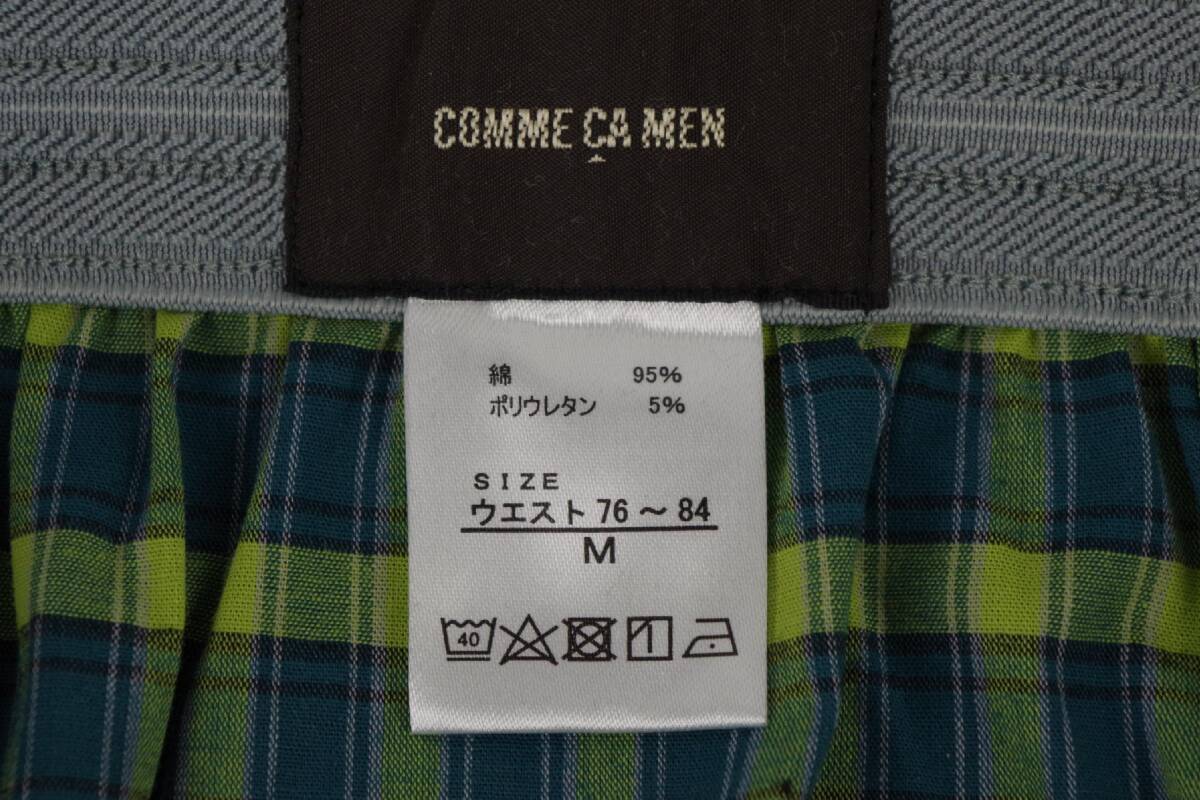 COMME ÇA MEN
綿 95%
ポリウレタン 5%
SIZE
ウエスト 76 〜 84
M
40